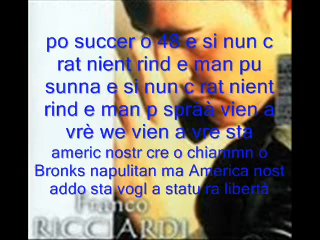 po succer o 48 e si nun c
rat nient rind e man pu
sunna e si nun c rat nient
rind e man p spraà vien a
vrè we vien a vre sta
americ nostr cre o chiammn o
Bronks napulitan ma America nost
addo sta vogl a statu ra libertà
Franco
RICCIARDI